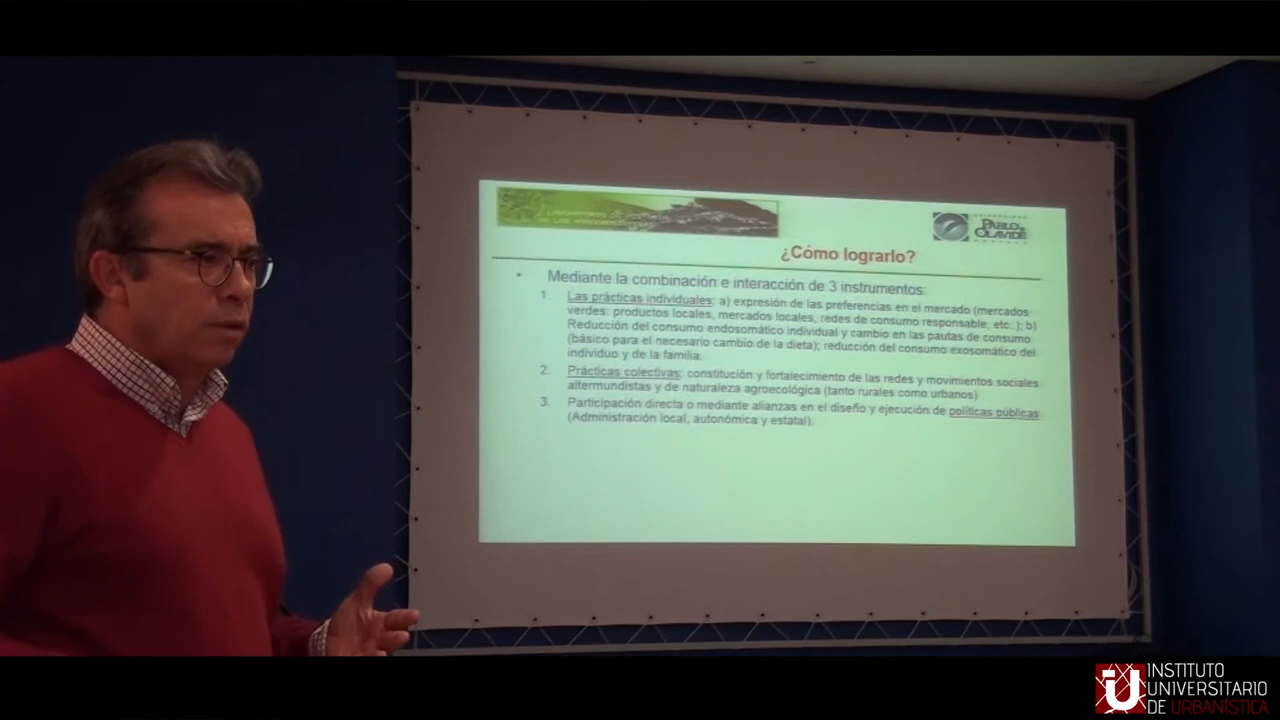 LABORATORIO
UNIVERSIDAD
PABLO DE
OLAVIDE
SEVILLA
¿Cómo lograrlo?
• Mediante la combinación e interacción de 3 instrumentos:
1. Las prácticas individuales: a) expresión de las preferencias en el mercado (mercados
verdes: productos locales, mercados locales, redes de consumo responsable, etc..); b)
Reducción del consumo endosomático individual y cambio en las pautas de consumo
(básico para el necesario cambio de la dieta); reducción del consumo exosomático del
individuo y de la familia.
2. Prácticas colectivas: constitución y fortalecimiento de las redes y movimientos sociales
altermundistas y de naturaleza agroecológica (tanto rurales como urbanos)
3. Participación directa o mediante alianzas en el diseño y ejecución de políticas públicas
(Administración local, autonómica y estatal).
iU INSTITUTO
UNIVERSITARIO
DE URBANÍSTICA